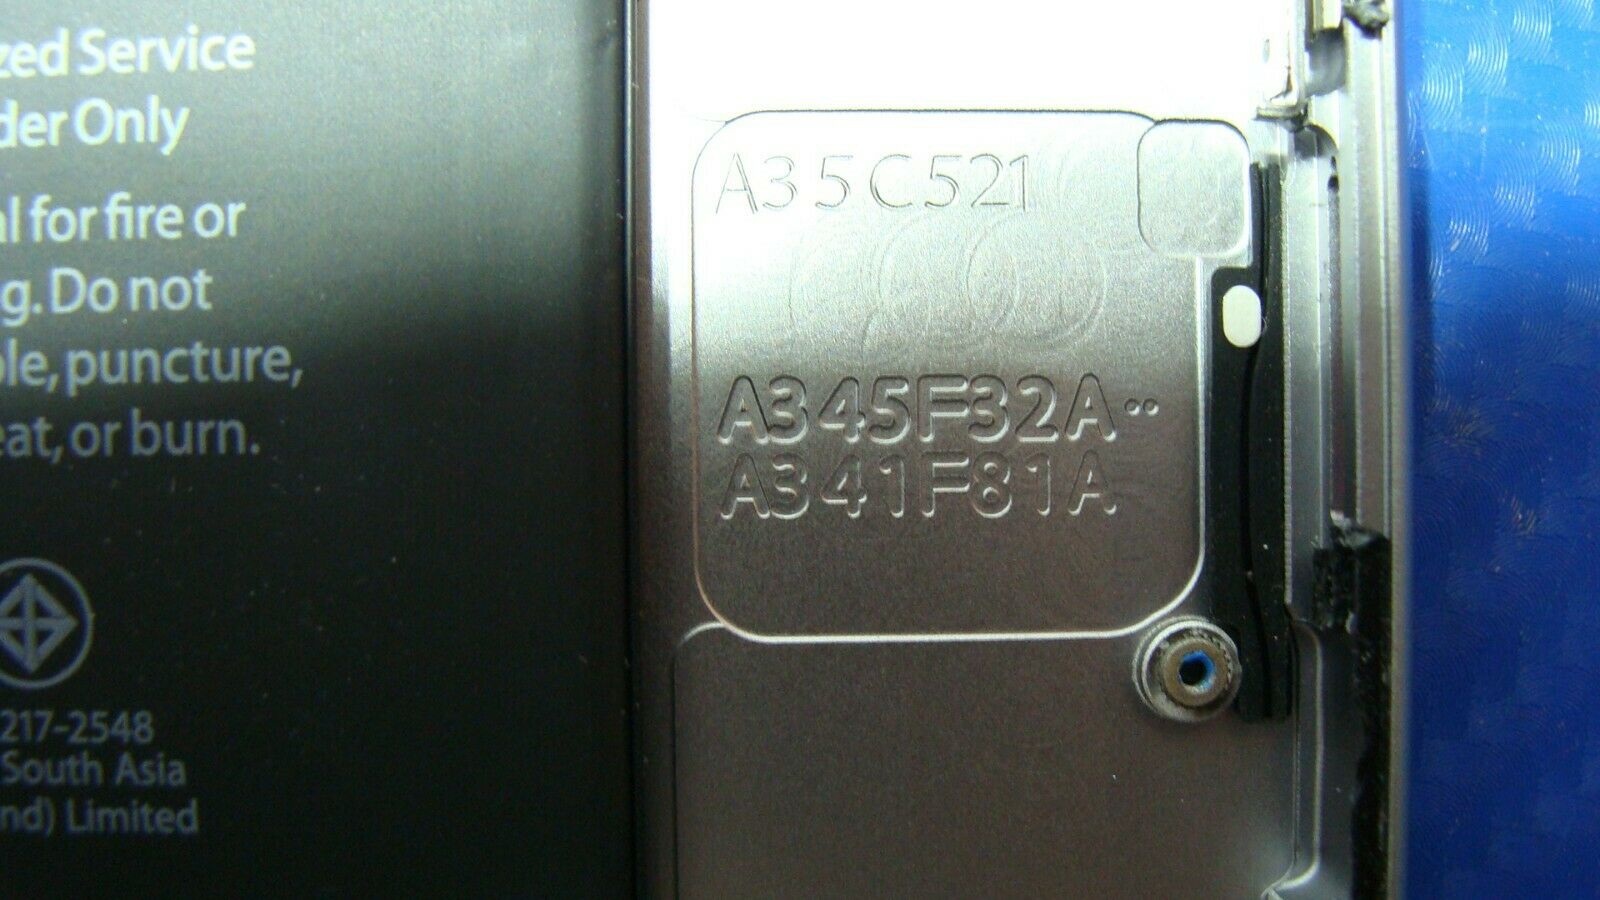 zed Service
der Only
al for fire or
g. Do not
ble, puncture,
eat, or burn.
217-2548
South Asia
nd) Limited
A35C521
A345F32A··
A341F81A